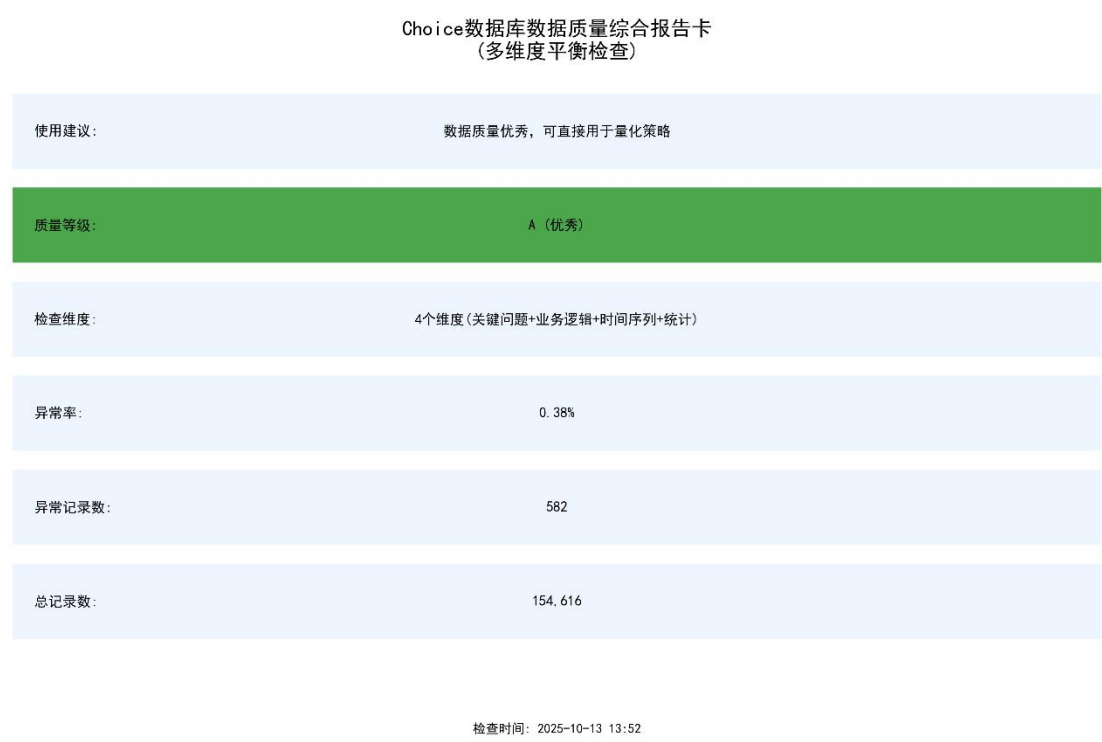 Choice数据库数据质量综合报告卡
(多维度平衡检查)
使用建议: 数据质量优秀，可直接用于量化策略
质量等级: A (优秀)
检查维度: 4个维度(关键问题+业务逻辑+时间序列+统计)
异常率: 0.38%
异常记录数: 582
总记录数: 154,616
检查时间: 2025-10-13 13:52